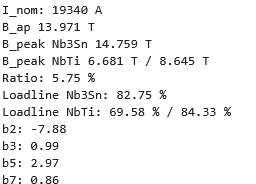 I_nom: 19340 A
B_ap 13.971 T
B_peak Nb3Sn 14.759 T
B_peak NbTi 6.681 T / 8.645 T
Ratio: 5.75 %
Loadline Nb3Sn: 82.75 %
Loadline NbTi: 69.58 % / 84.33 %
b2: -7.88
b3: 0.99
b5: 2.97
b7: 0.86